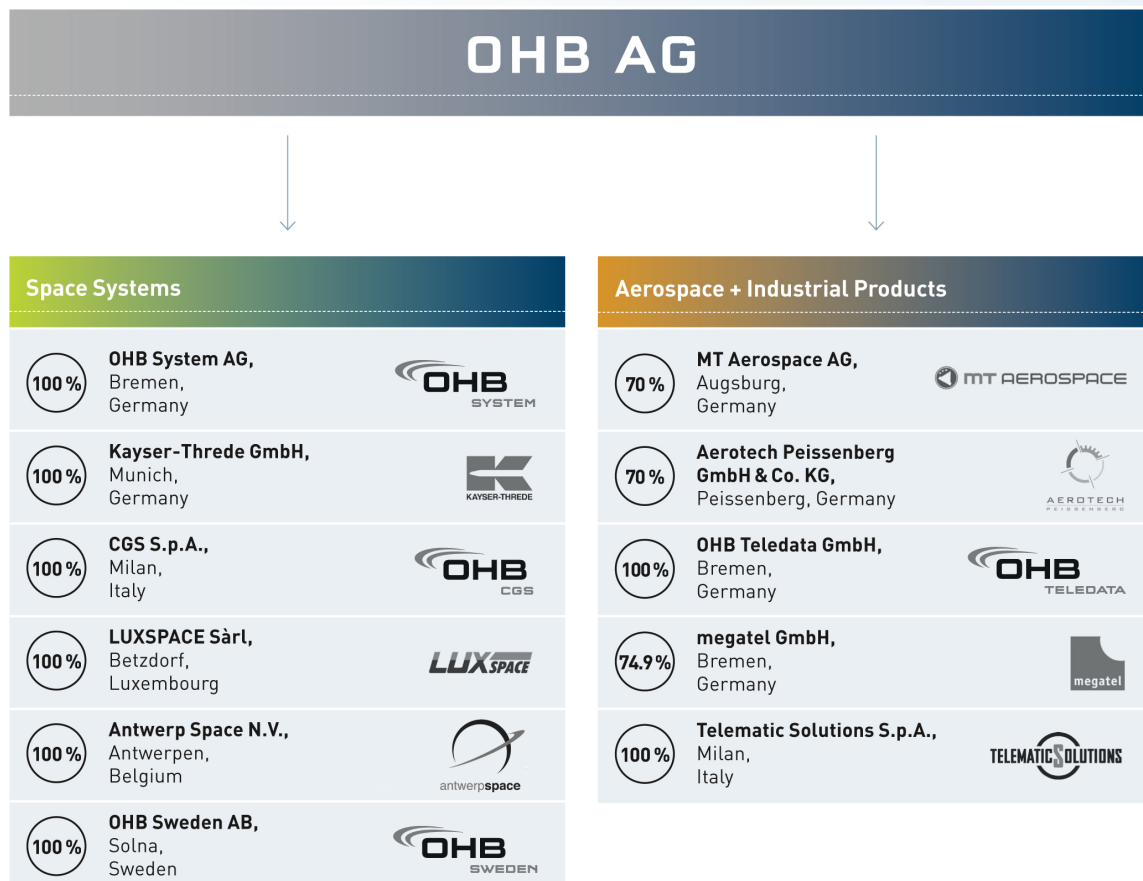 OHB AG
Space Systems
100 %
OHB System AG,
Bremen,
Germany
OHB
SYSTEM
100 %
Kayser-Threde GmbH,
Munich,
Germany
KAYSER-THREDE
100 %
CGS S.p.A.,
Milan,
Italy
OHB
CGS
100 %
LUXSPACE Sàrl,
Betzdorf,
Luxembourg
LUXSPACE
100 %
Antwerp Space N.V.,
Antwerpen,
Belgium
antwerpspace
100 %
OHB Sweden AB,
Solna,
Sweden
OHB
SWEDEN
Aerospace + Industrial Products
70 %
MT Aerospace AG,
Augsburg,
Germany
MT AEROSPACE
70 %
Aerotech Peissenberg
GmbH & Co. KG,
Peissenberg, Germany
AEROTECH
PEISSENBERG
100 %
OHB Teledata GmbH,
Bremen,
Germany
OHB
TELEDATA
74.9 %
megatel GmbH,
Bremen,
Germany
megatel
100 %
Telematic Solutions S.p.A.,
Milan,
Italy
TELEMATICSOLUTIONS